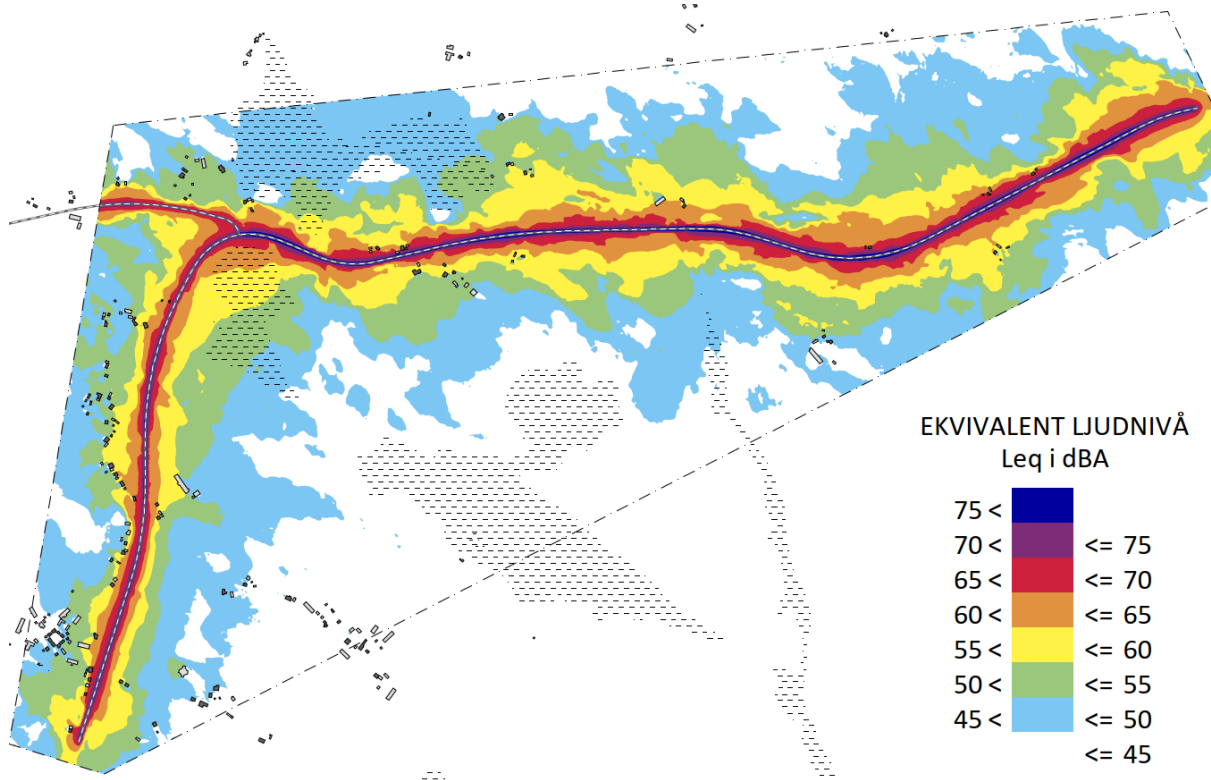 EKVIVALENT LJUDNIVÅ
Leq i dBA
75 <
70 < <= 75
65 < <= 70
60 < <= 65
55 < <= 60
50 < <= 55
45 < <= 50
<= 45